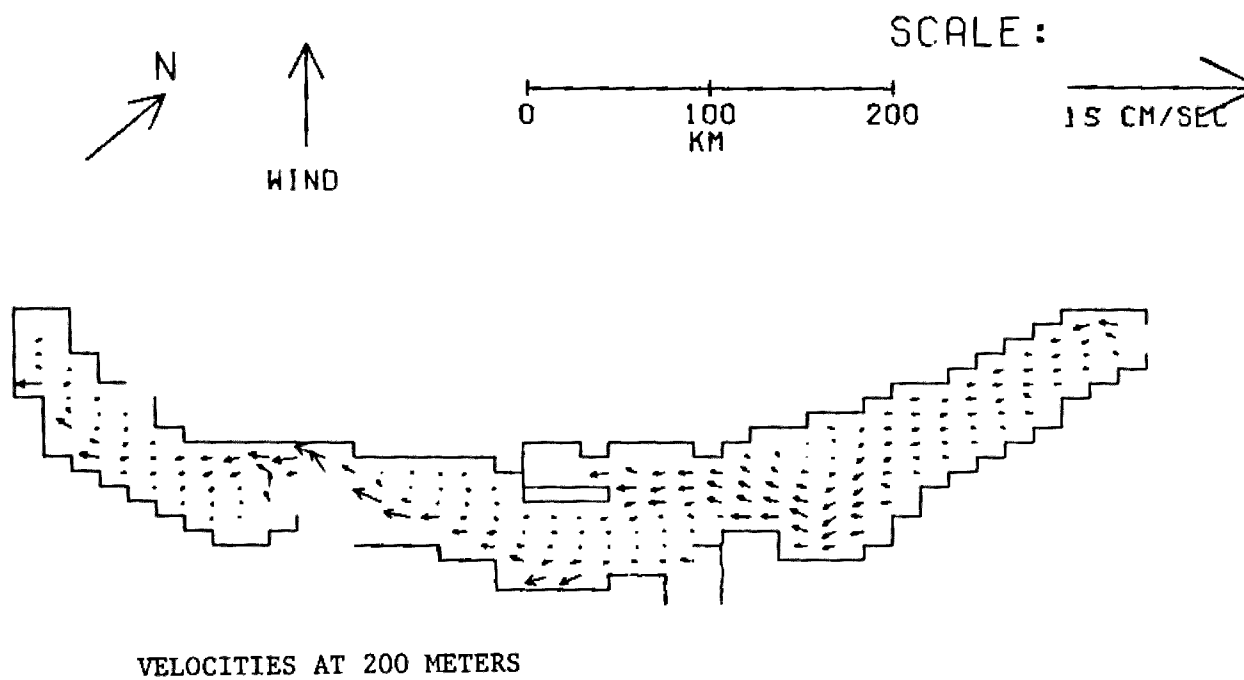 SCALE:
N
WIND
0 100 200
KM
15 CM/SEC
VELOCITIES AT 200 METERS